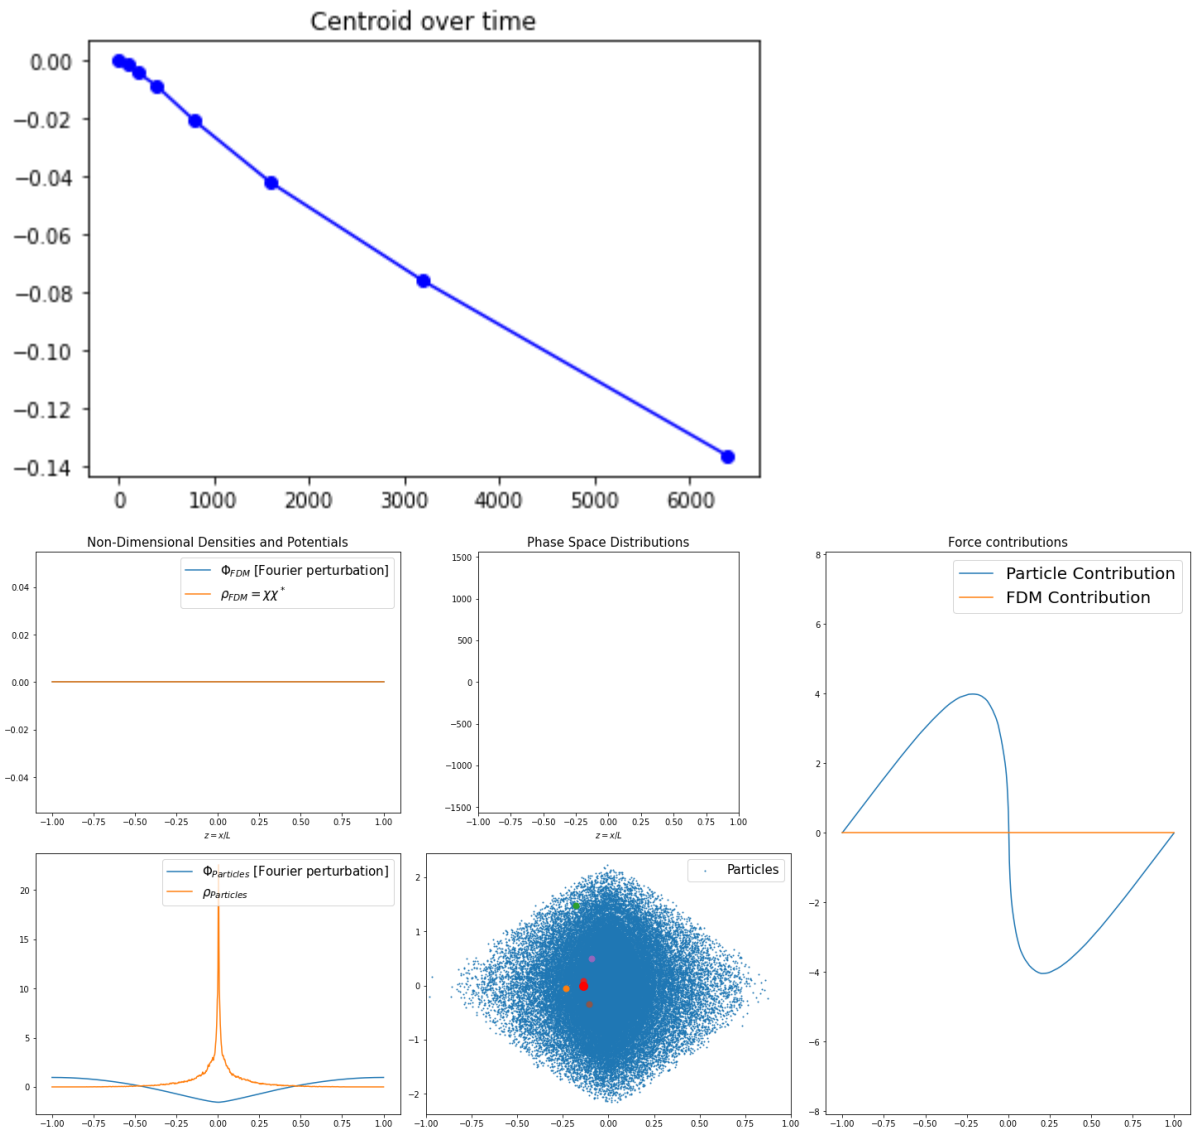 Centroid over time
0.00
−0.02
−0.04
−0.06
−0.08
−0.10
−0.12
−0.14
0 1000 2000 3000 4000 5000 6000
Non-Dimensional Densities and Potentials
Φ_FDM [Fourier perturbation]
ρ_FDM = χχ*
0.04
0.02
0.00
−0.02
−0.04
−1.00 −0.75 −0.50 −0.25 0.00 0.25 0.50 0.75 1.00
z = x/L
Phase Space Distributions
1500
1000
500
0
−500
−1000
−1500
−1.00 −0.75 −0.50 −0.25 0.00 0.25 0.50 0.75 1.00
z = x/L
Force contributions
Particle Contribution
FDM Contribution
8
6
4
2
0
−2
−4
−6
−8
−1.00 −0.75 −0.50 −0.25 0.00 0.25 0.50 0.75 1.00
Φ_Particles [Fourier perturbation]
ρ_Particles
20
15
10
5
0
−1.00 −0.75 −0.50 −0.25 0.00 0.25 0.50 0.75 1.00
Particles
2
1
0
−1
−2
−1.00 −0.75 −0.50 −0.25 0.00 0.25 0.50 0.75 1.00